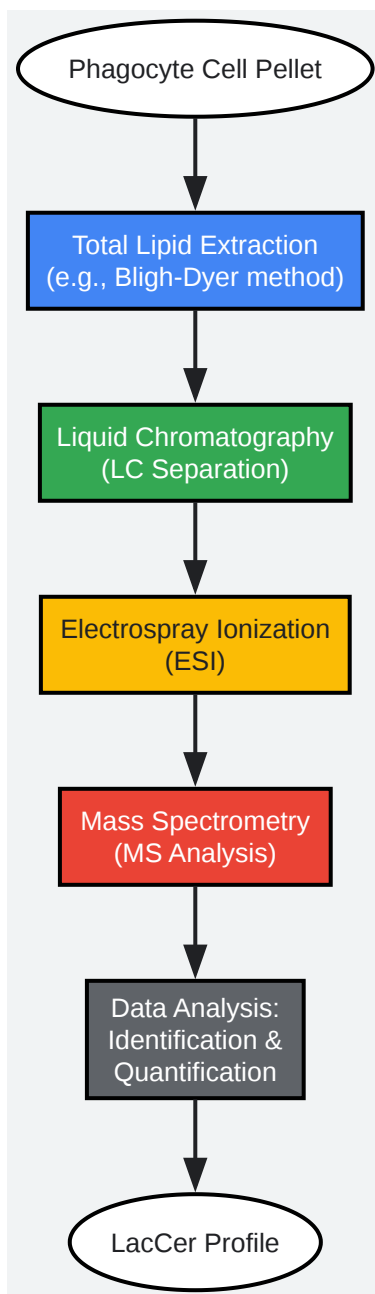 Phagocyte Cell Pellet
Total Lipid Extraction
(e.g., Bligh-Dyer method)
Liquid Chromatography
(LC Separation)
Electrospray Ionization
(ESI)
Mass Spectrometry
(MS Analysis)
Data Analysis:
Identification &
Quantification
LacCer Profile